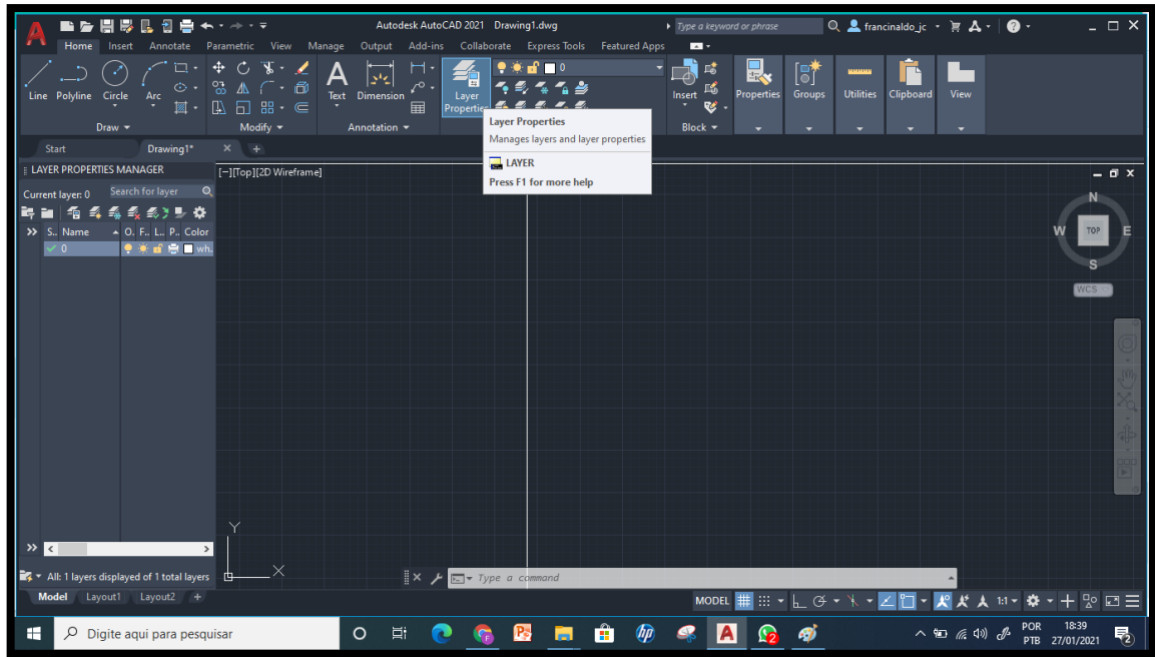 Autodesk AutoCAD 2021 Drawing1.dwg
Type a keyword or phrase
francinaldo_jc
Home Insert Annotate Parametric View Manage Output Add-ins Collaborate Express Tools Featured Apps
Line Polyline Circle Arc
Text Dimension
Layer
Properties
0
Insert
Properties Groups Utilities Clipboard View
Draw Modify Annotation Block
Layer Properties
Manages layers and layer properties
LAYER
Press F1 for more help
Start Drawing1*
LAYER PROPERTIES MANAGER
[−][Top][2D Wireframe]
Current layer: 0 Search for layer
S.. Name O. F.. L.. P.. Color
0 wh.
N
W TOP E
S
WCS
Y
X
All: 1 layers displayed of 1 total layers
Type a command
Model Layout1 Layout2 +
MODEL 1:1
Digite aqui para pesquisar
POR 18:39
PTB 27/01/2021
2